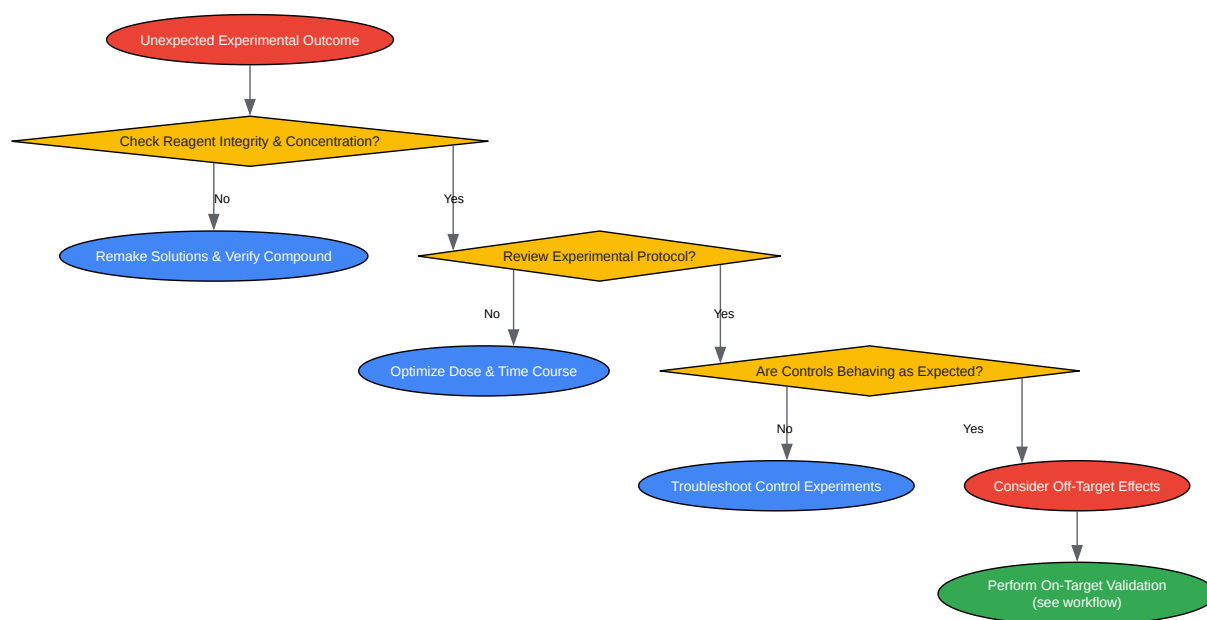 Unexpected Experimental Outcome
Check Reagent Integrity & Concentration?
No
Yes
Remake Solutions & Verify Compound
Review Experimental Protocol?
No
Yes
Optimize Dose & Time Course
Are Controls Behaving as Expected?
No
Yes
Troubleshoot Control Experiments
Consider Off-Target Effects
Perform On-Target Validation
(see workflow)